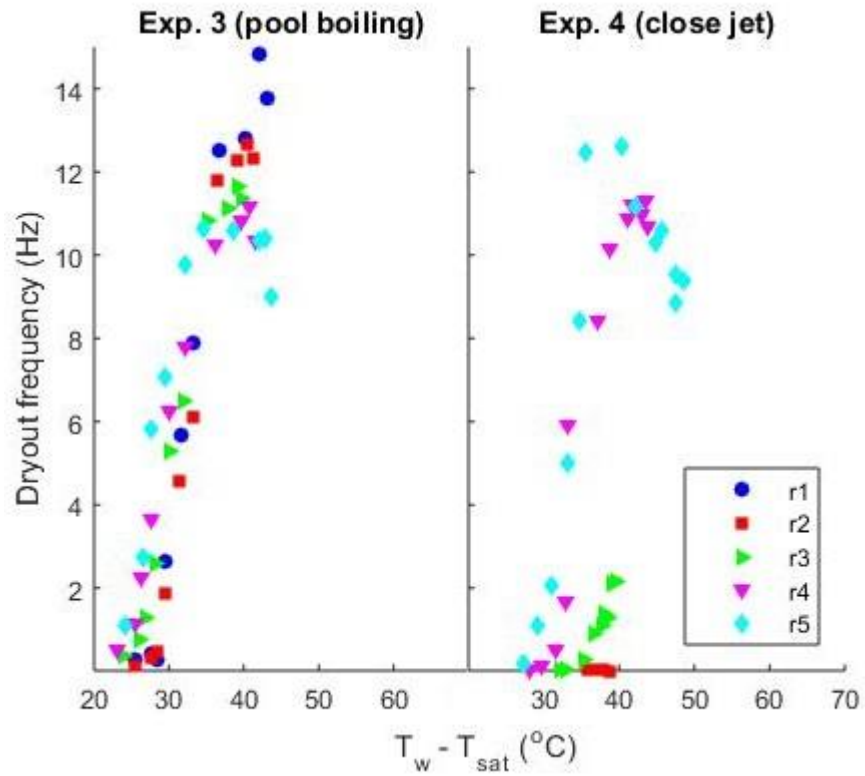 Exp. 3 (pool boiling) Exp. 4 (close jet)
14
12
10
8
6
4
2
Dryout frequency (Hz)
r1
r2
r3
r4
r5
20 30 40 50 60 30 40 50 60 70
T_w - T_sat (°C)